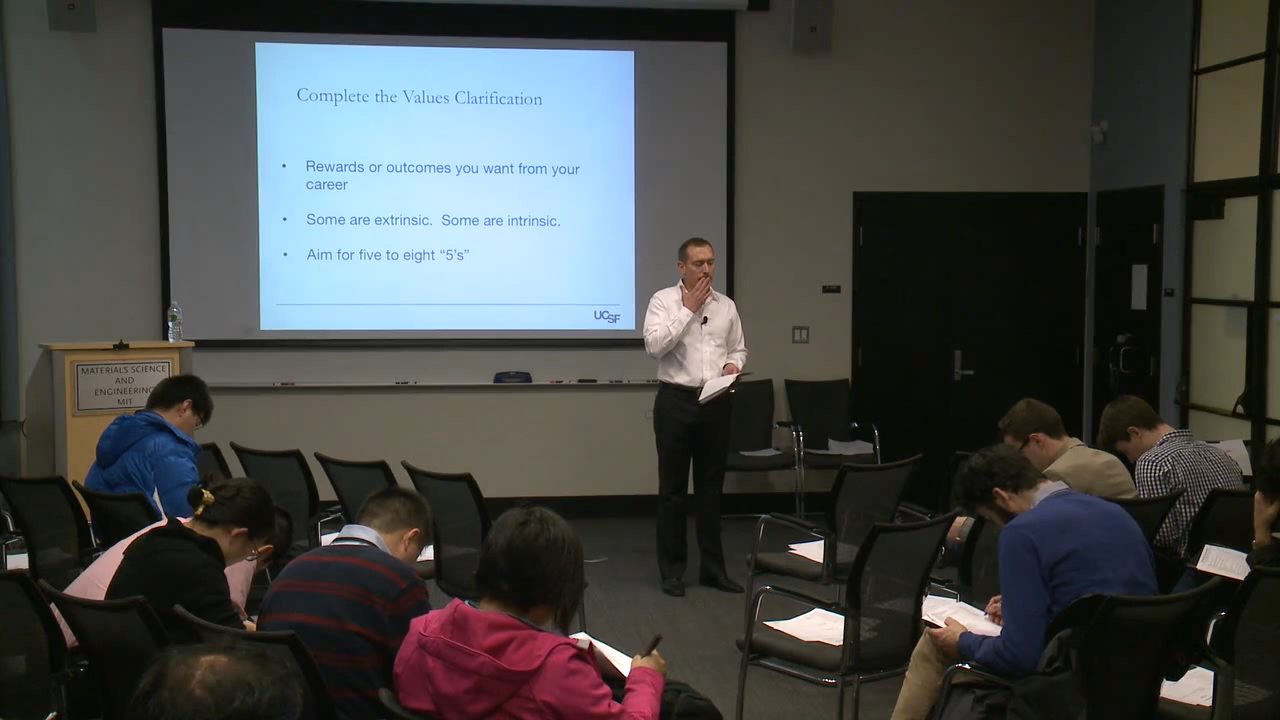 Complete the Values Clarification
• Rewards or outcomes you want from your
career
• Some are extrinsic.  Some are intrinsic.
• Aim for five to eight “5’s”
UCSF
MATERIALS SCIENCE
AND
ENGINEERING
MIT